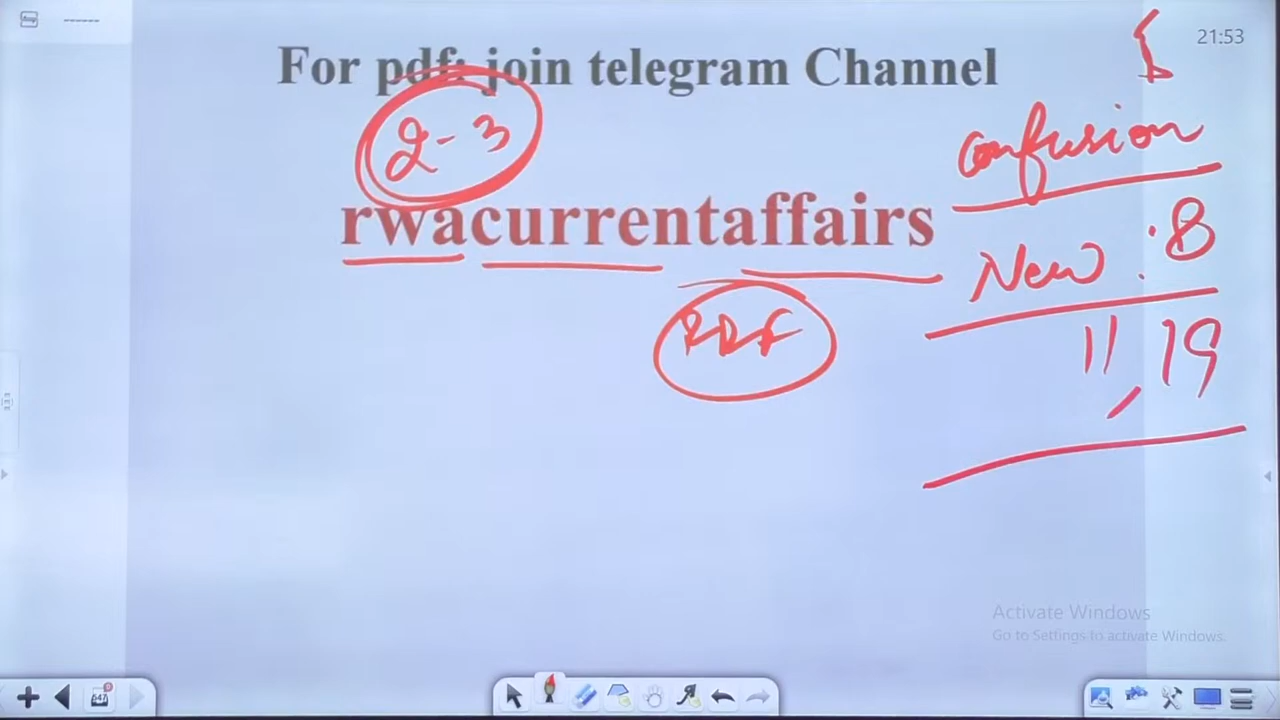 21:53
For pdf: join telegram Channel
2-3
confusion
rwacurrentaffairs
New :8
PDF
11, 19
Activate Windows
Go to Settings to activate Windows.
647